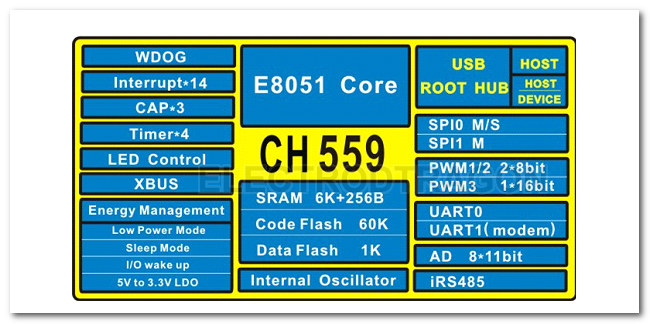 WDOG
Interrupt*14
CAP*3
Timer*4
LED Control
XBUS
Energy Management
Low Power Mode
Sleep Mode
I/O wake up
5V to 3.3V LDO
E8051 Core
CH559
ELECTRODRAGON
SRAM 6K+256B
Code Flash 60K
Data Flash 1K
Internal Oscillator
USB
ROOT HUB
HOST
HOST
DEVICE
SPI0 M/S
SPI1 M
PWM1/2 2*8bit
PWM3 1*16bit
UART0
UART1(modem)
AD 8*11bit
iRS485